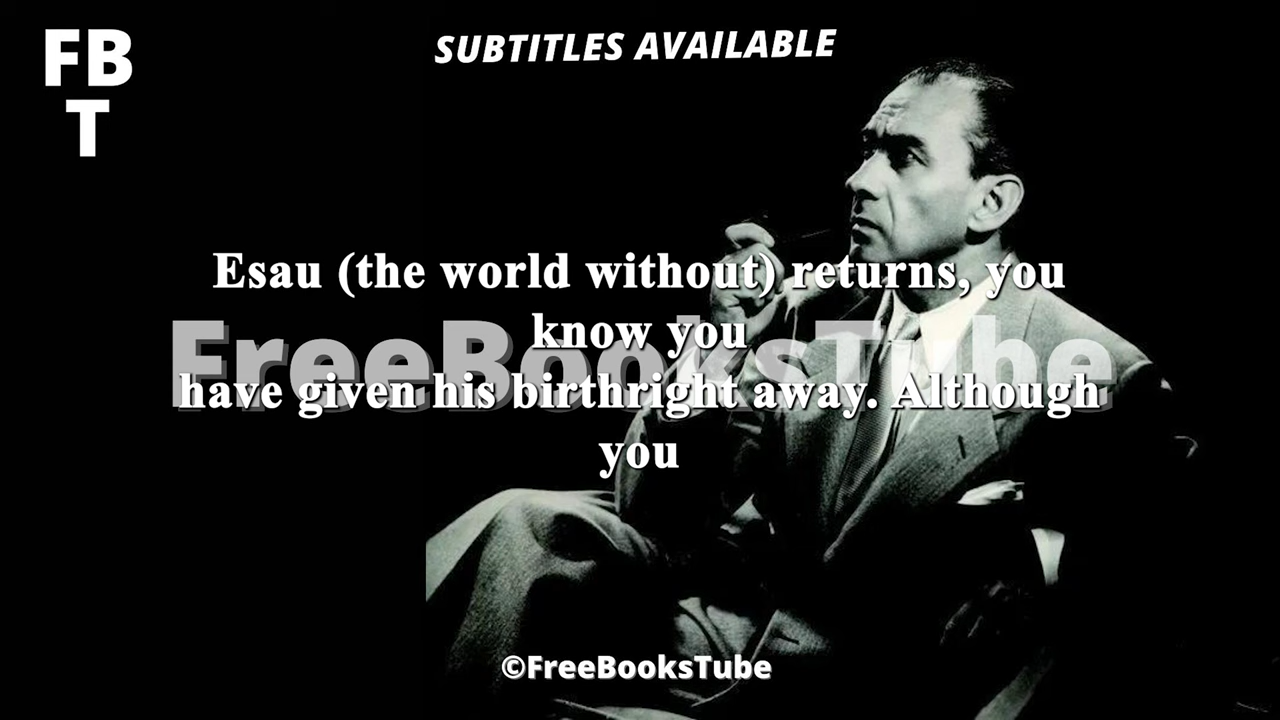 FB
T
SUBTITLES AVAILABLE
Esau (the world without) returns, you
know you
FreeBooksTube
have given his birthright away. Although
you
©FreeBooksTube